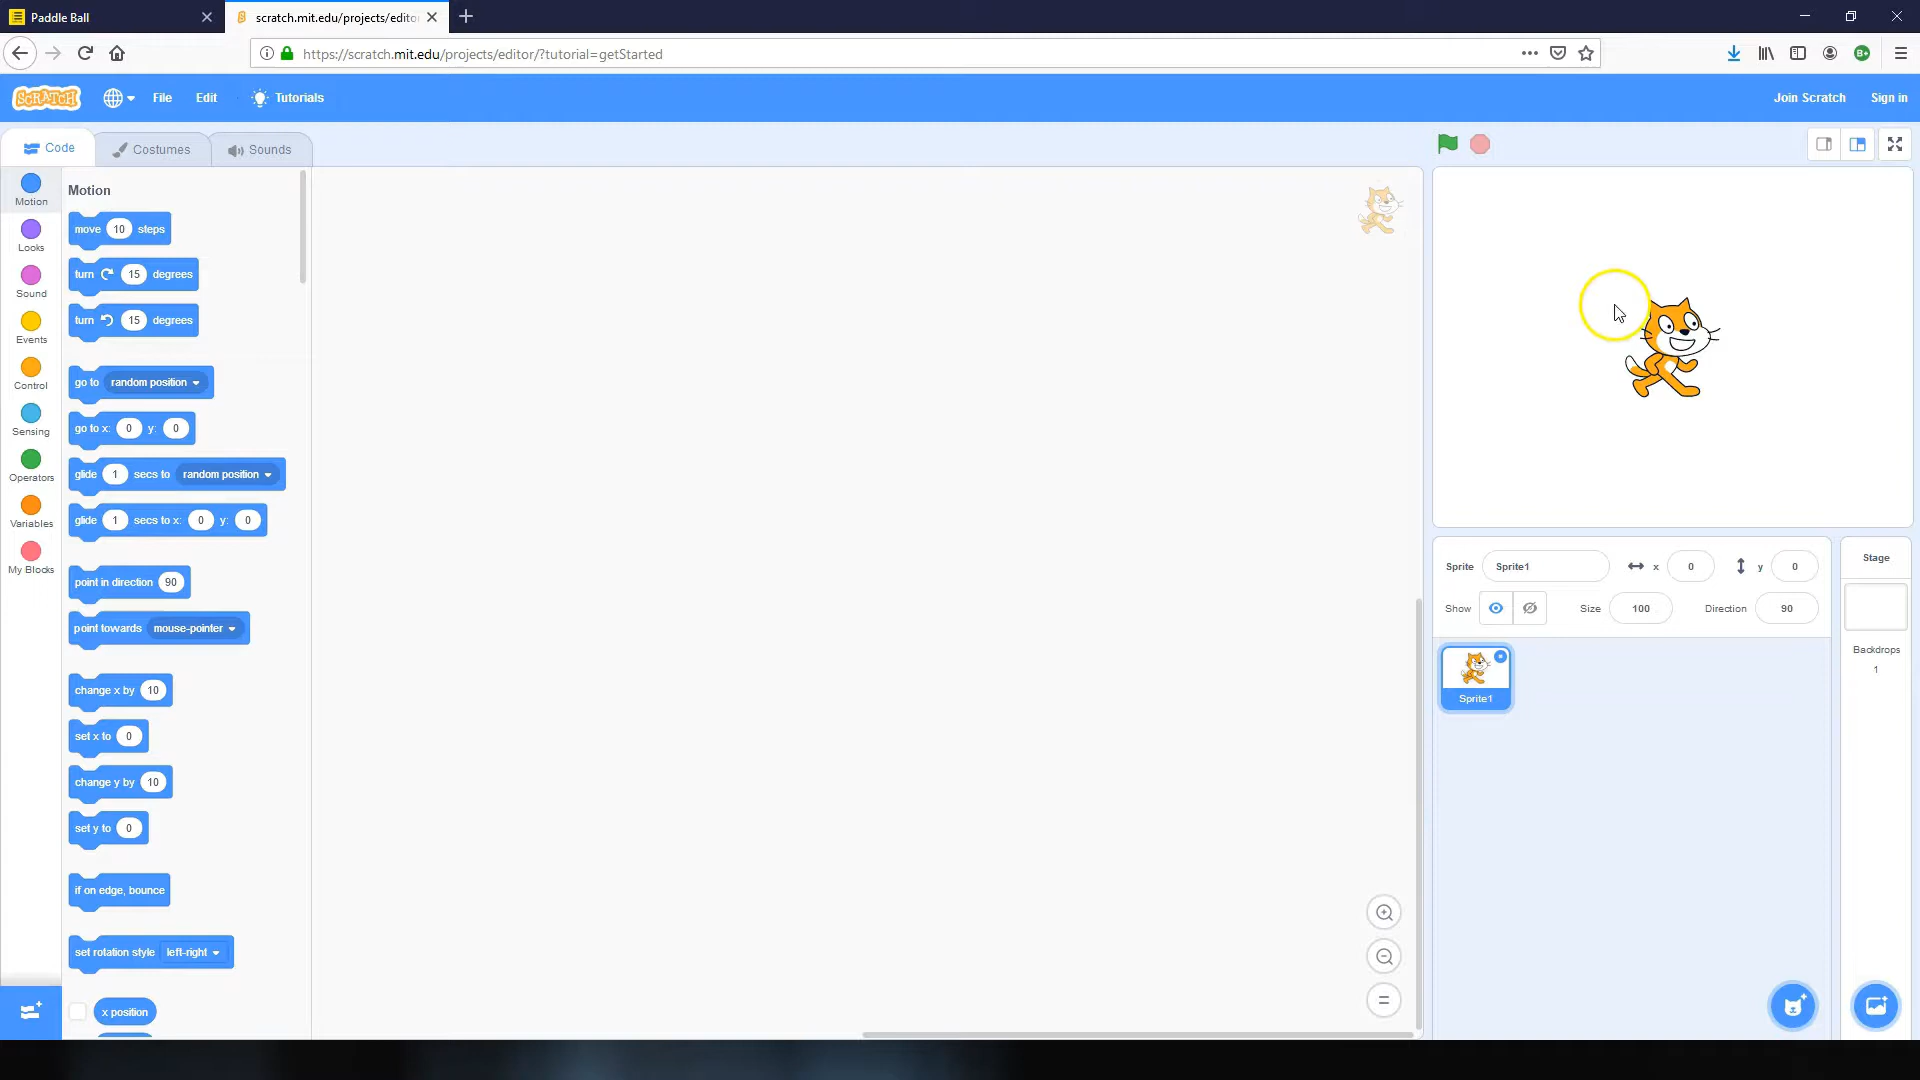 Paddle Ball
scratch.mit.edu/projects/edito
https://scratch.mit.edu/projects/editor/?tutorial=getStarted
SCRATCH
File
Edit
Tutorials
Join Scratch
Sign in
Code
Costumes
Sounds
Motion
Looks
Sound
Events
Control
Sensing
Operators
Variables
My Blocks
Motion
move 10 steps
turn 15 degrees
turn 15 degrees
go to random position
go to x: 0 y: 0
glide 1 secs to random position
glide 1 secs to x: 0 y: 0
point in direction 90
point towards mouse-pointer
change x by 10
set x to 0
change y by 10
set y to 0
if on edge, bounce
set rotation style left-right
x position
Sprite Sprite1 x 0 y 0
Show Size 100 Direction 90
Sprite1
Stage
Backdrops
1